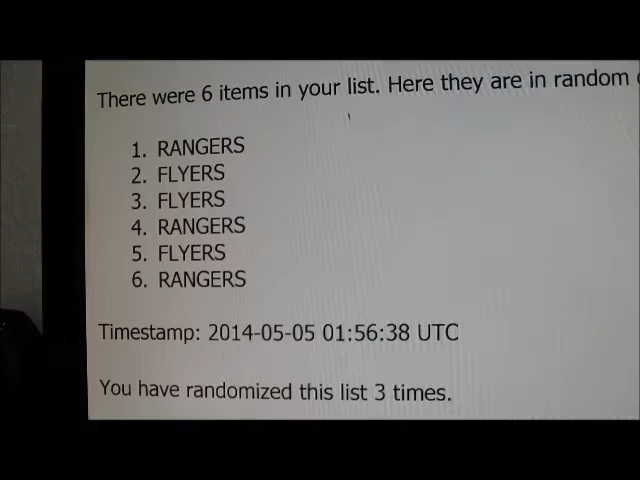 There were 6 items in your list. Here they are in random
1. RANGERS
2. FLYERS
3. FLYERS
4. RANGERS
5. FLYERS
6. RANGERS
Timestamp: 2014-05-05 01:56:38 UTC
You have randomized this list 3 times.